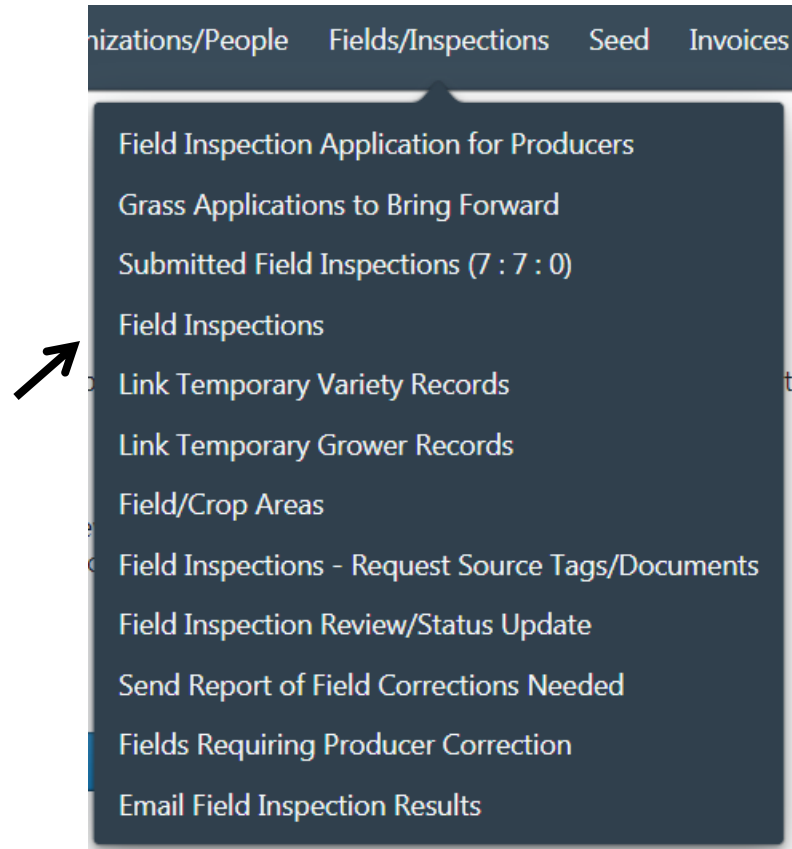 nizations/People Fields/Inspections Seed Invoices
Field Inspection Application for Producers
Grass Applications to Bring Forward
Submitted Field Inspections (7 : 7 : 0)
Field Inspections
Link Temporary Variety Records
Link Temporary Grower Records
Field/Crop Areas
Field Inspections - Request Source Tags/Documents
Field Inspection Review/Status Update
Send Report of Field Corrections Needed
Fields Requiring Producer Correction
Email Field Inspection Results